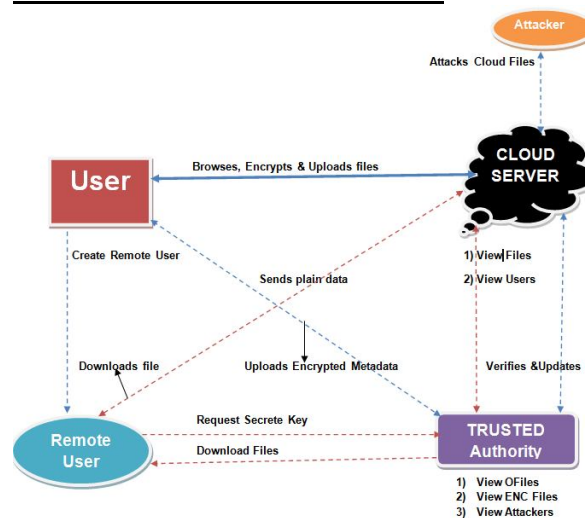 Attacker
Attacks Cloud Files
CLOUD
SERVER
User
Browses, Encrypts & Uploads files
Create Remote User
1) View Files
2) View Users
Sends plain data
Downloads file
Uploads Encrypted Metadata
Verifies &Updates
Remote
User
Request Secrete Key
Download Files
TRUSTED
Authority
1) View OFiles
2) View ENC Files
3) View Attackers